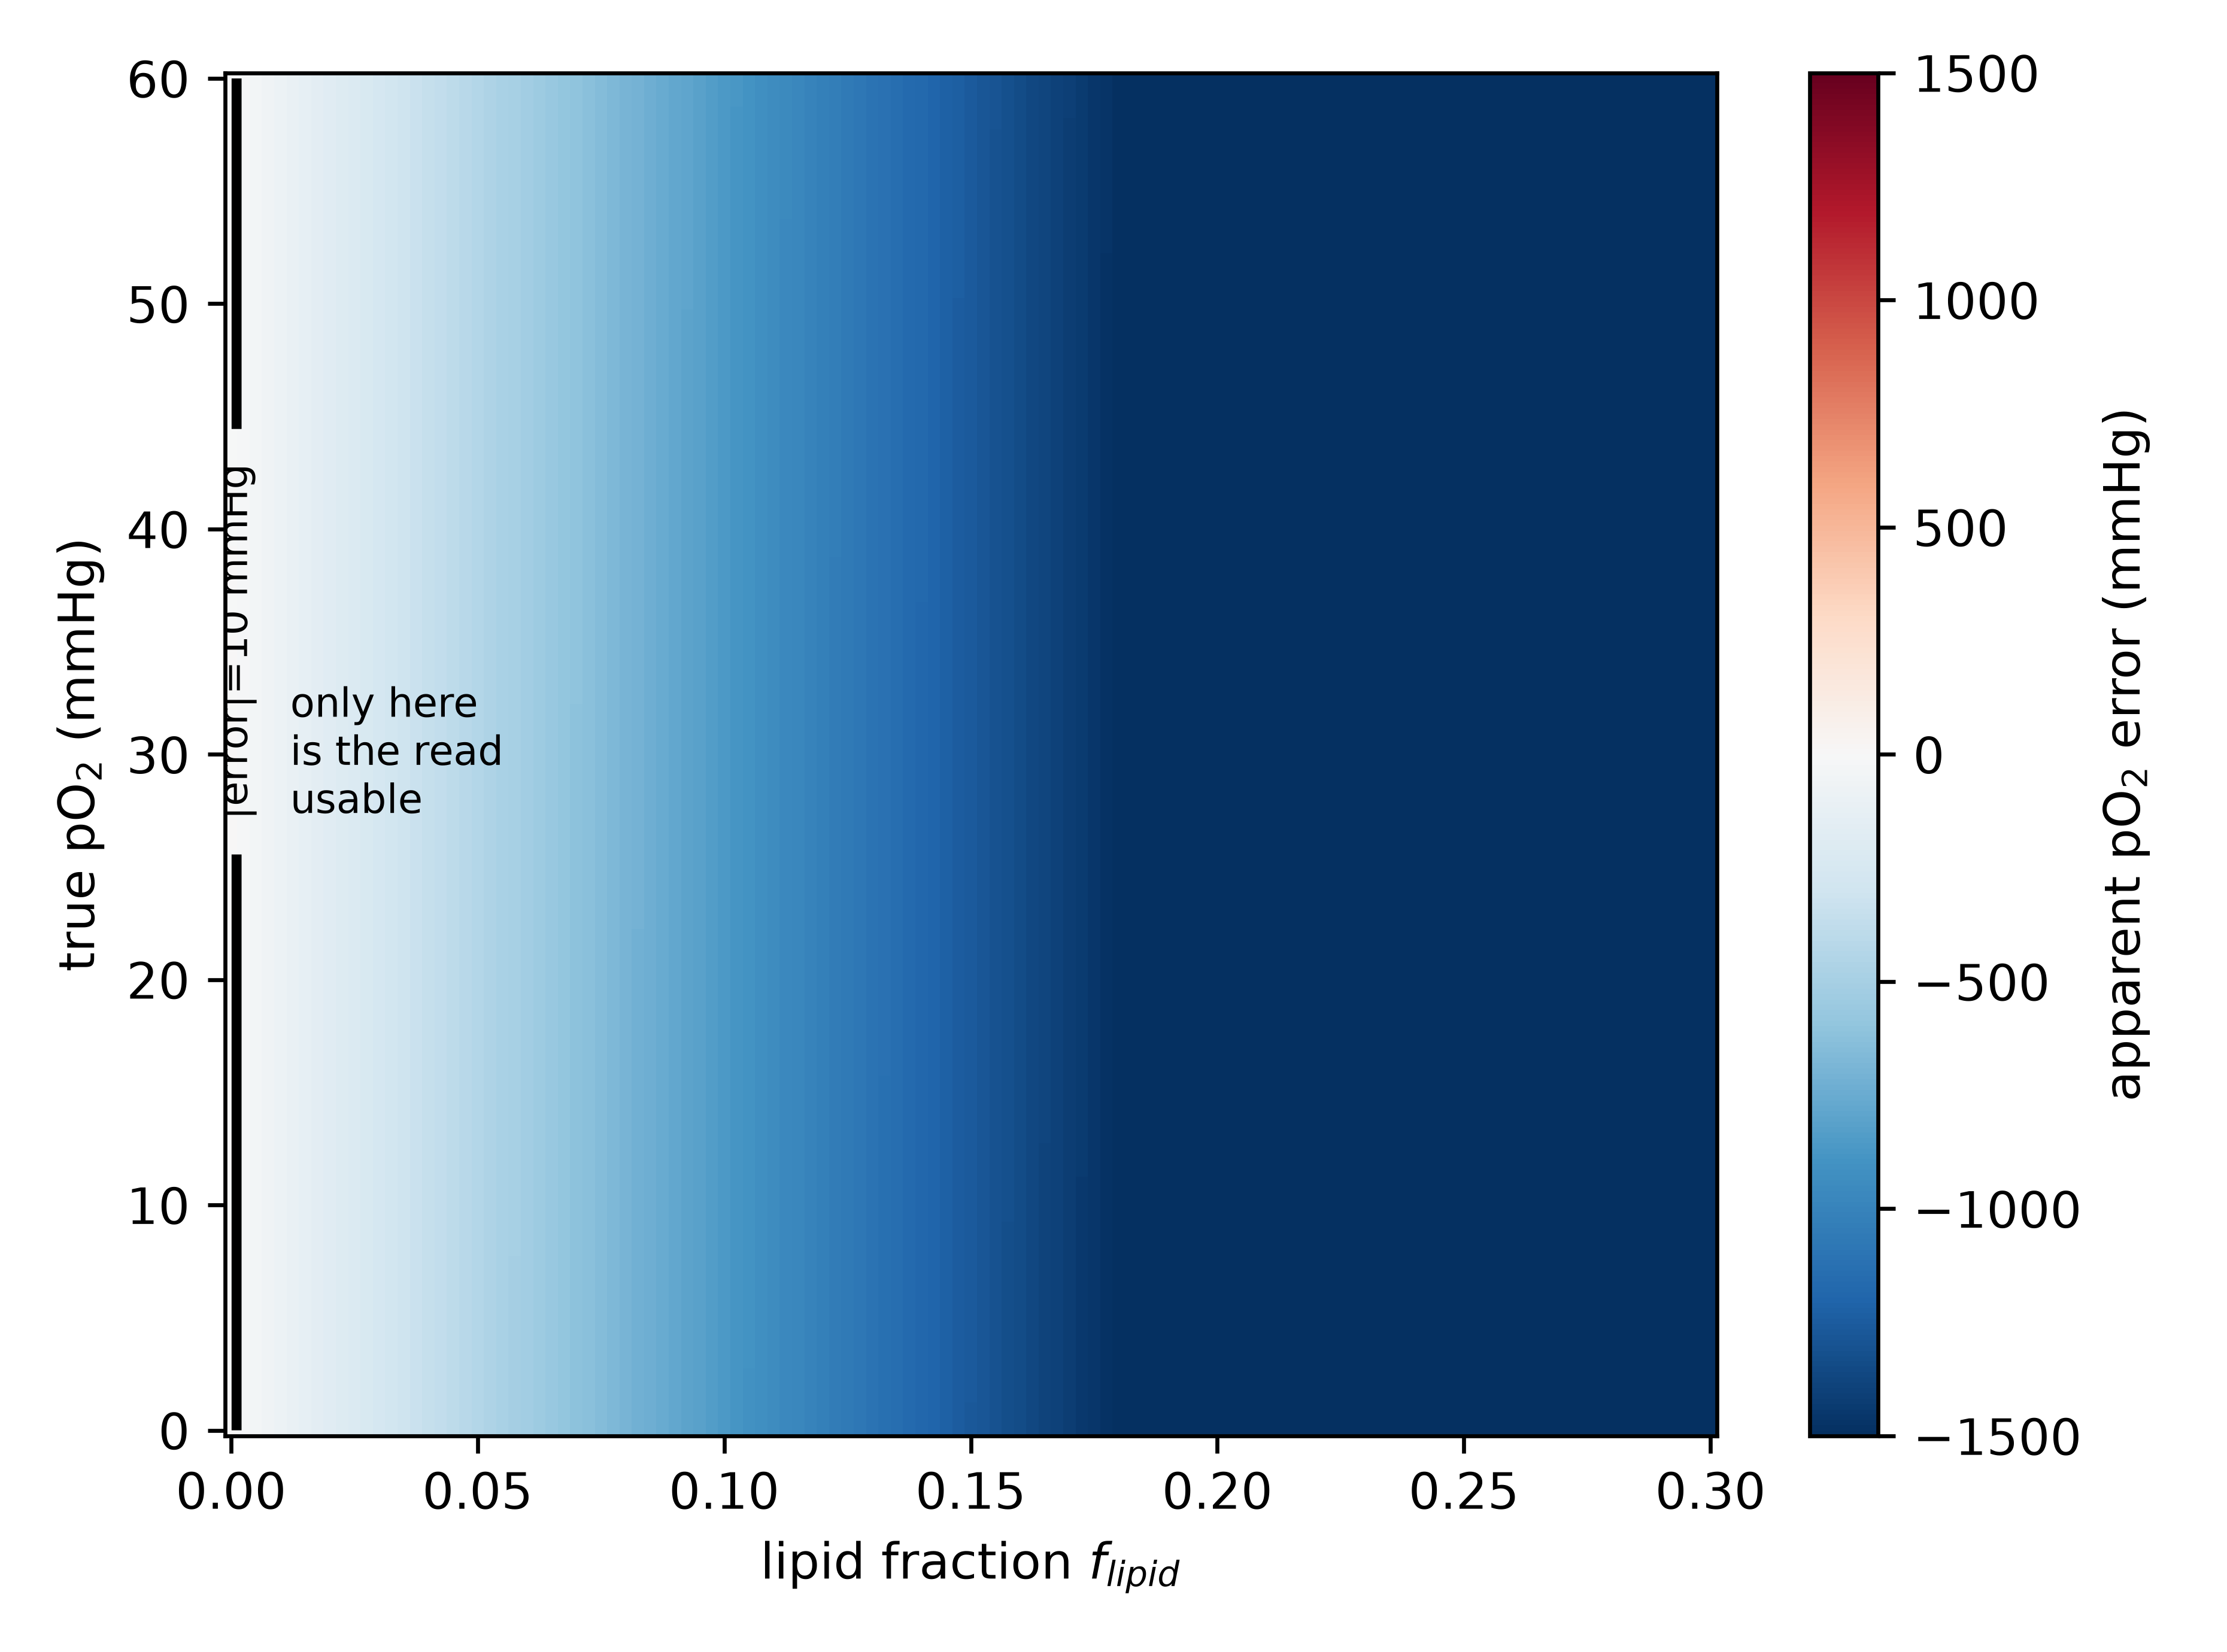 60
50
40
30
20
10
0
true pO₂ (mmHg)
|error|=10 mmHg
only here
is the read
usable
0.00 0.05 0.10 0.15 0.20 0.25 0.30
lipid fraction f_lipid
1500
1000
500
0
−500
−1000
−1500
apparent pO₂ error (mmHg)